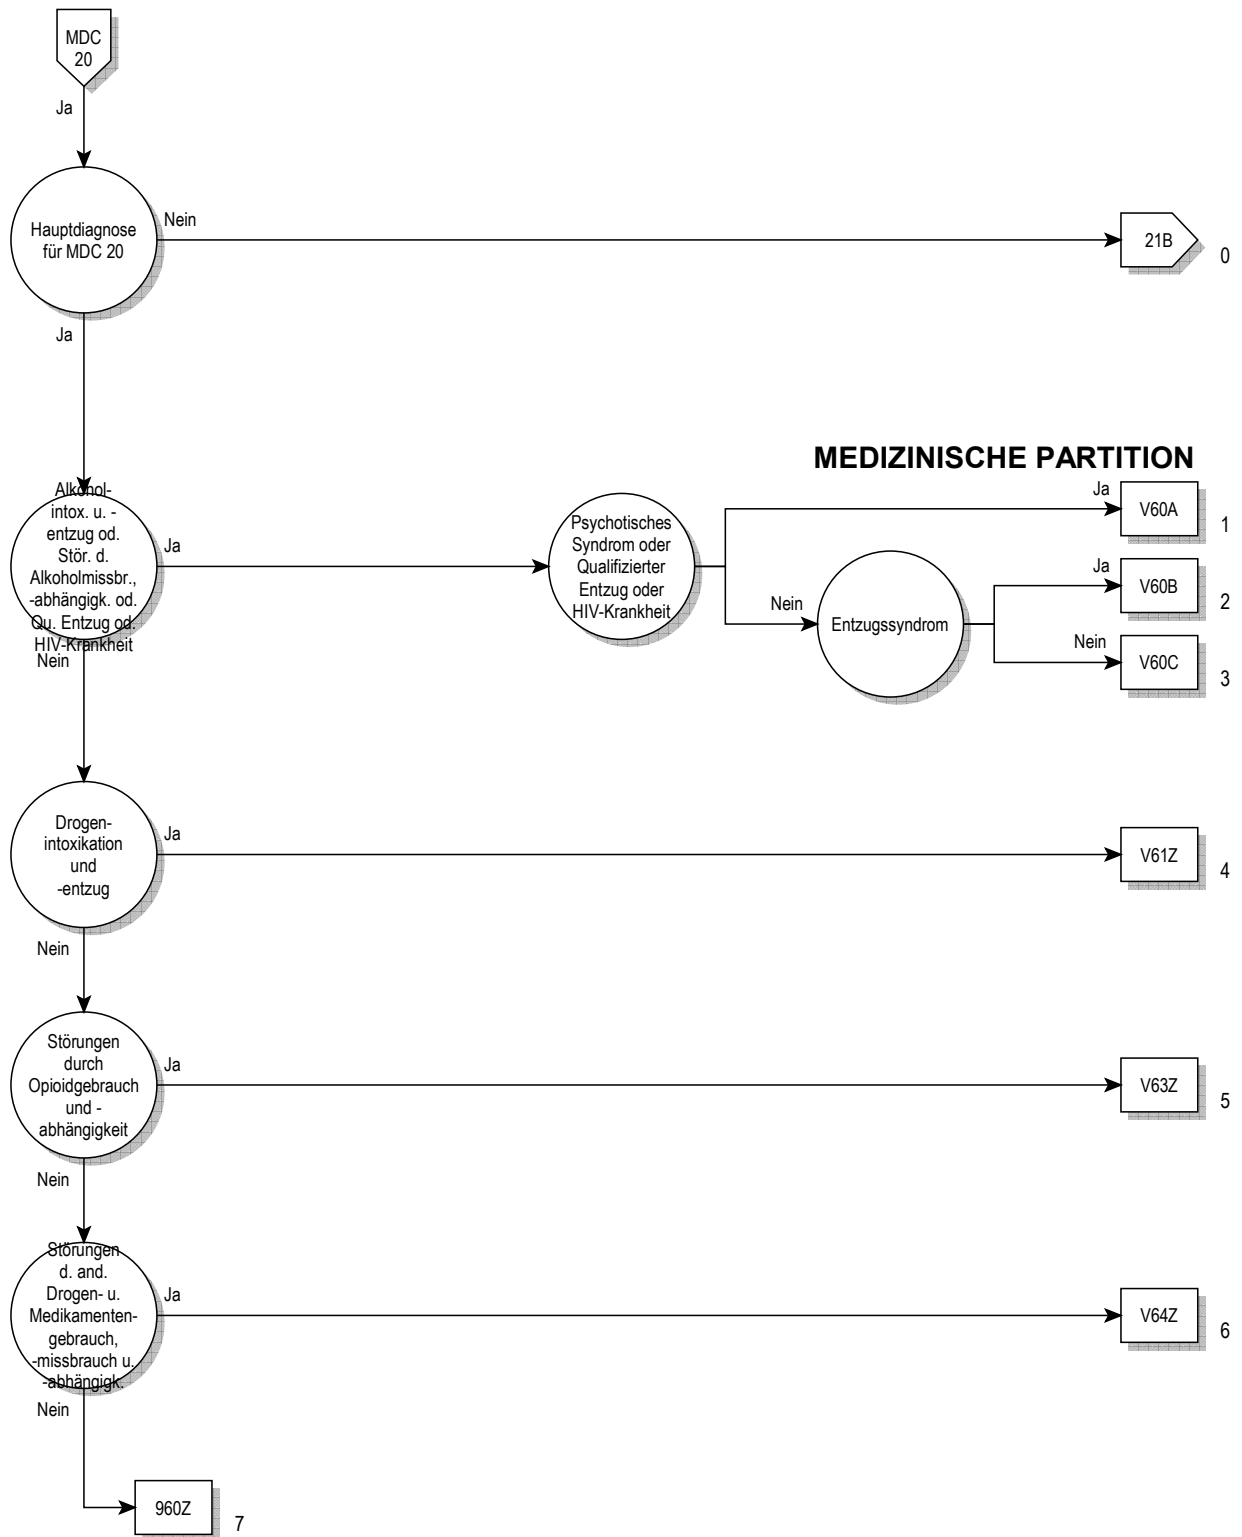 MDC
20
Ja
Hauptdiagnose
für MDC 20
Nein
21B
0
Ja
MEDIZINISCHE PARTITION
Alkohol-
intox. u. -
entzug od.
Stör. d.
Alkoholmissbr.,
-abhängigk. od.
Qu. Entzug od.
HIV-Krankheit
Ja
Psychotisches
Syndrom oder
Qualifizierter
Entzug oder
HIV-Krankheit
Ja
V60A
1
Nein
Entzugssyndrom
Ja
V60B
2
Nein
V60C
3
Nein
Drogen-
intoxikation
und
-entzug
Ja
V61Z
4
Nein
Störungen
durch
Opioidgebrauch
und -
abhängigkeit
Ja
V63Z
5
Nein
Störungen
d. and.
Drogen- u.
Medikamenten-
gebrauch,
-missbrauch u.
-abhängigk.
Ja
V64Z
6
Nein
960Z
7